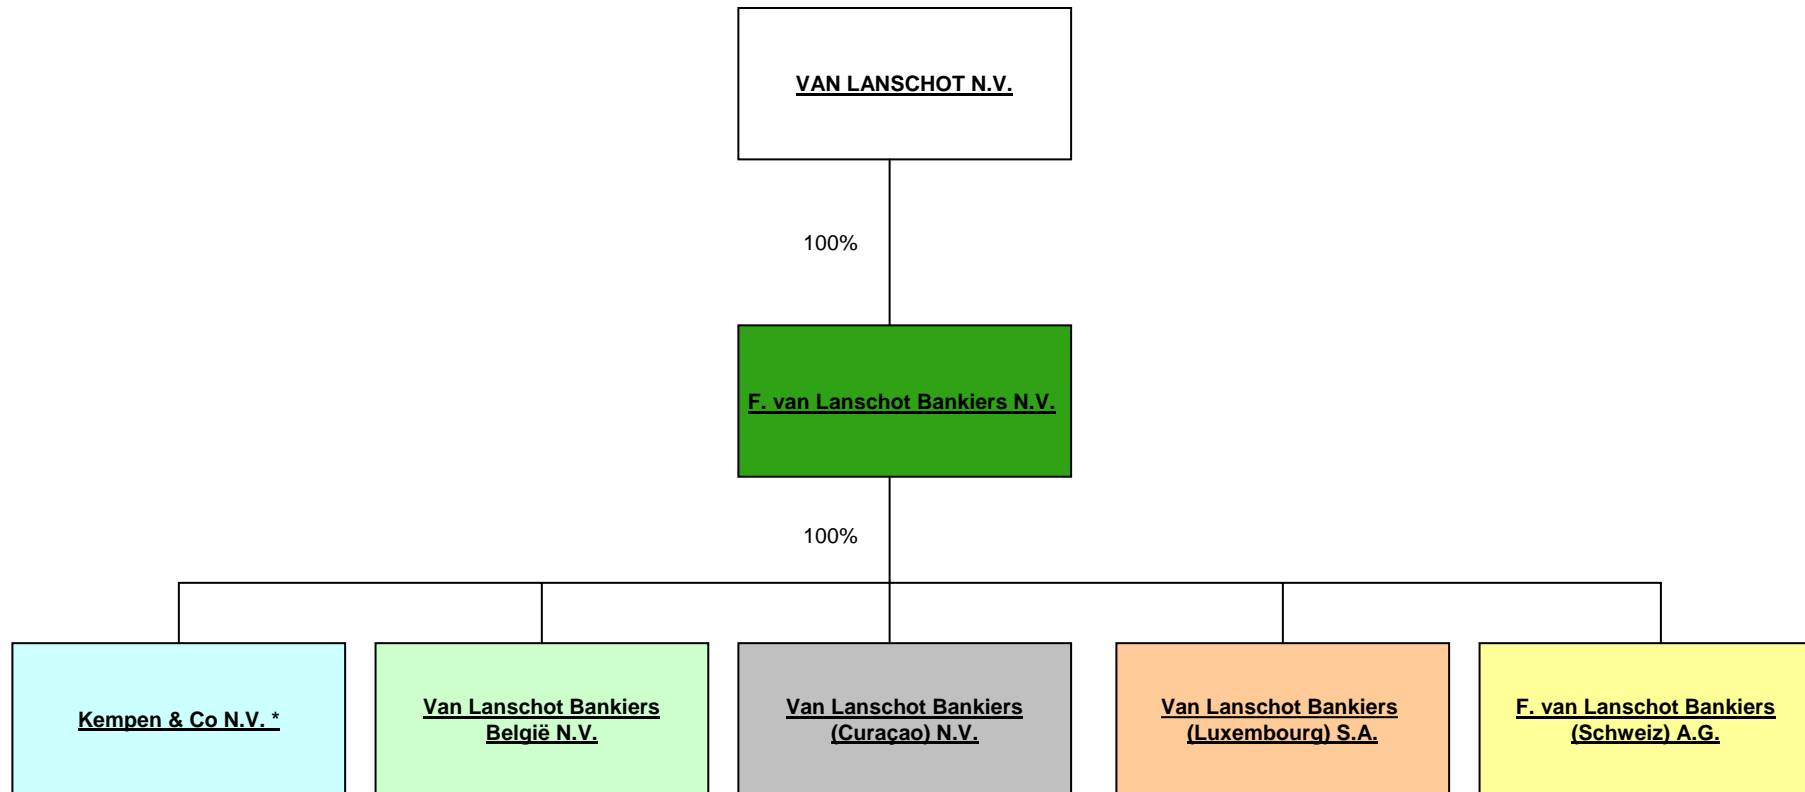 VAN LANSCHOT N.V.
100%
F. van Lanschot Bankiers N.V.
100%
Kempen & Co N.V. *
Van Lanschot Bankiers
België N.V.
Van Lanschot Bankiers
(Curaçao) N.V.
Van Lanschot Bankiers
(Luxembourg) S.A.
F. van Lanschot Bankiers
(Schweiz) A.G.